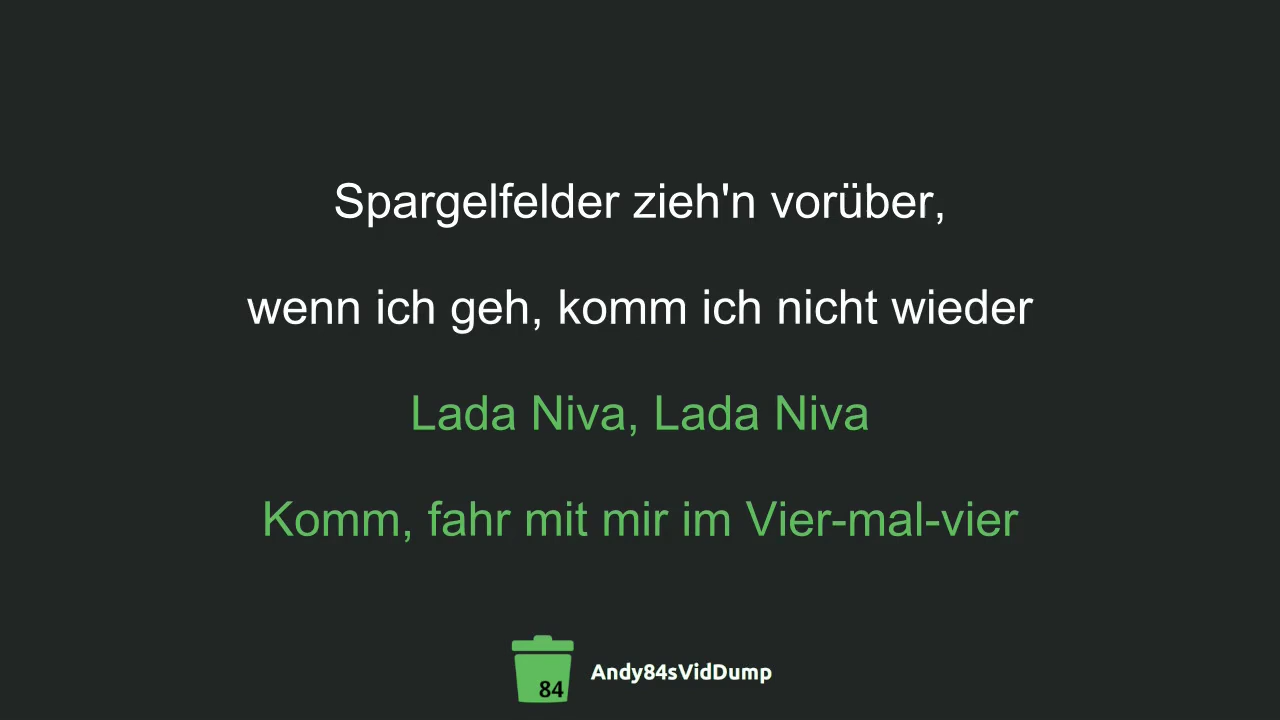 Spargelfelder zieh'n vorüber,
wenn ich geh, komm ich nicht wieder
Lada Niva, Lada Niva
Komm, fahr mit mir im Vier-mal-vier
84
Andy84sVidDump